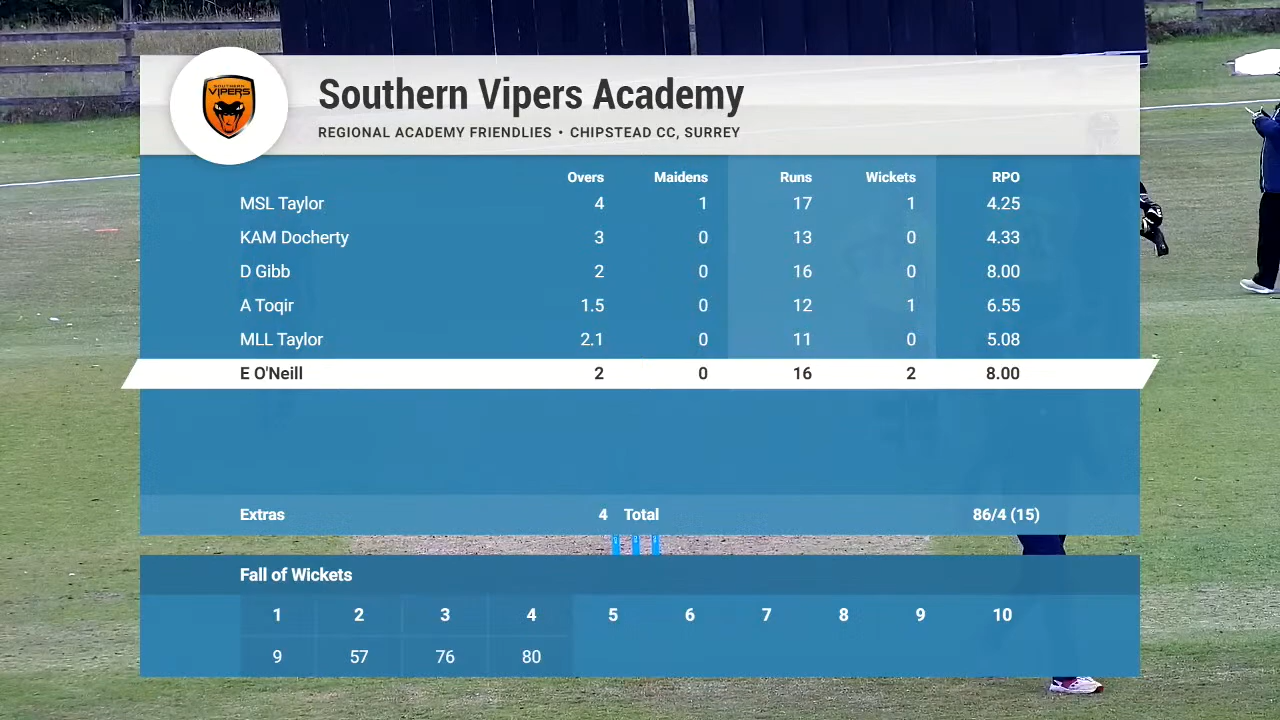 SOUTHERN
VIPERS
Southern Vipers Academy
REGIONAL ACADEMY FRIENDLIES • CHIPSTEAD CC, SURREY
Overs Maidens Runs Wickets RPO
MSL Taylor 4 1 17 1 4.25
KAM Docherty 3 0 13 0 4.33
D Gibb 2 0 16 0 8.00
A Toqir 1.5 0 12 1 6.55
MLL Taylor 2.1 0 11 0 5.08
E O'Neill 2 0 16 2 8.00
Extras 4 Total 86/4 (15)
Fall of Wickets
1 2 3 4 5 6 7 8 9 10
9 57 76 80